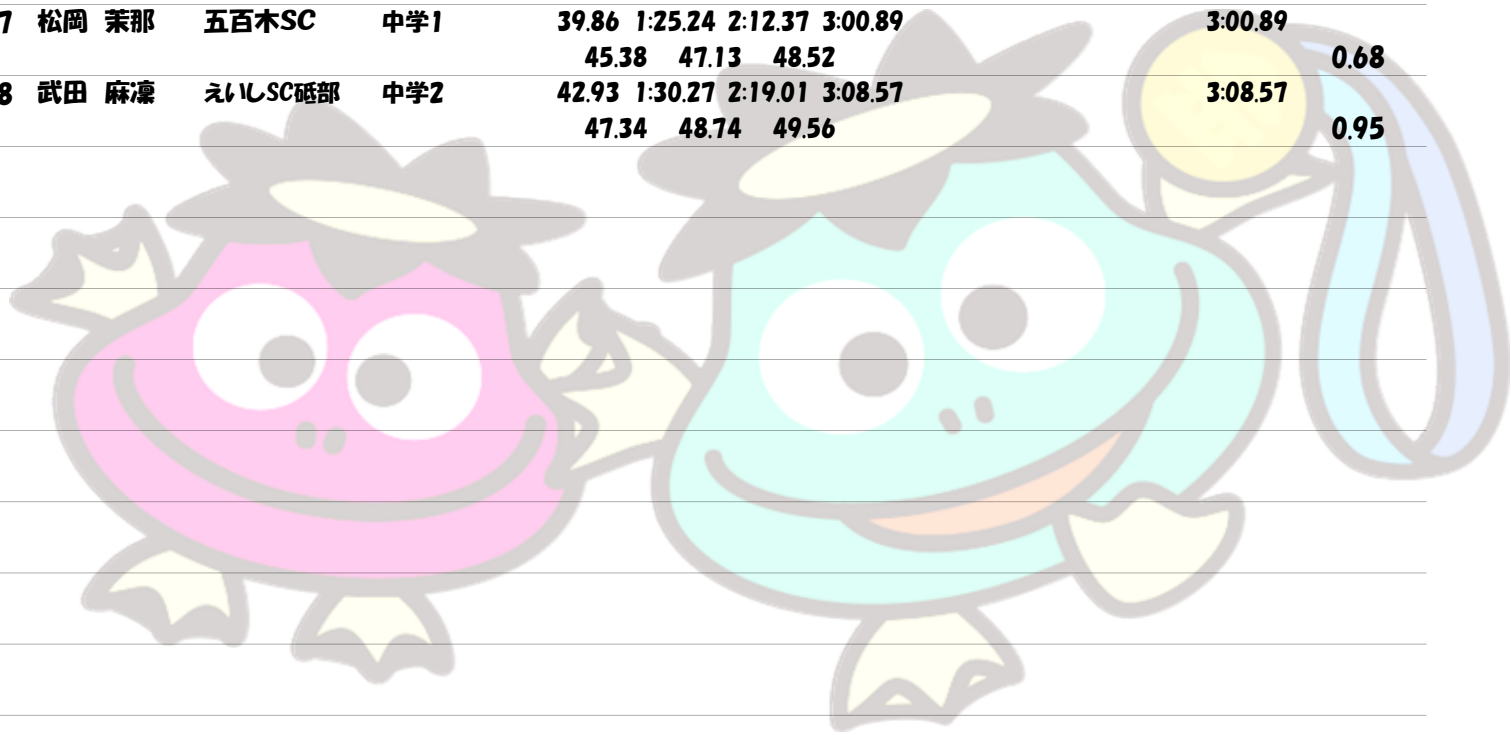 7 松岡 茉那 五百木SC 中学1 39.86 1:25.24 2:12.37 3:00.89 3:00.89
45.38 47.13 48.52 0.68
8 武田 麻凜 えいしSC砥部 中学2 42.93 1:30.27 2:19.01 3:08.57 3:08.57
47.34 48.74 49.56 0.95